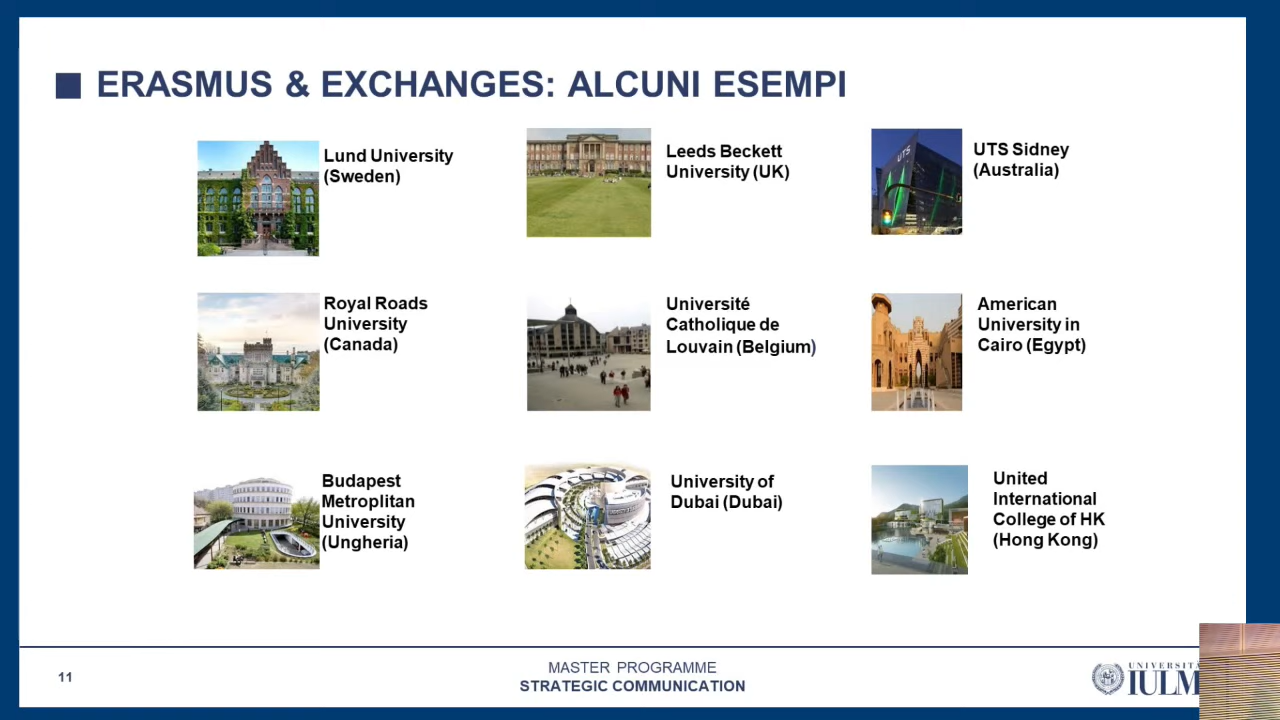 ERASMUS & EXCHANGES: ALCUNI ESEMPI
Lund University
(Sweden)
Leeds Beckett
University (UK)
UTS
UTS Sidney
(Australia)
Royal Roads
University
(Canada)
Université
Catholique de
Louvain (Belgium)
American
University in
Cairo (Egypt)
Budapest
Metroplitan
University
(Ungheria)
University of
Dubai (Dubai)
United
International
College of HK
(Hong Kong)
11
MASTER PROGRAMME
STRATEGIC COMMUNICATION
UNIVERSITA
IULM